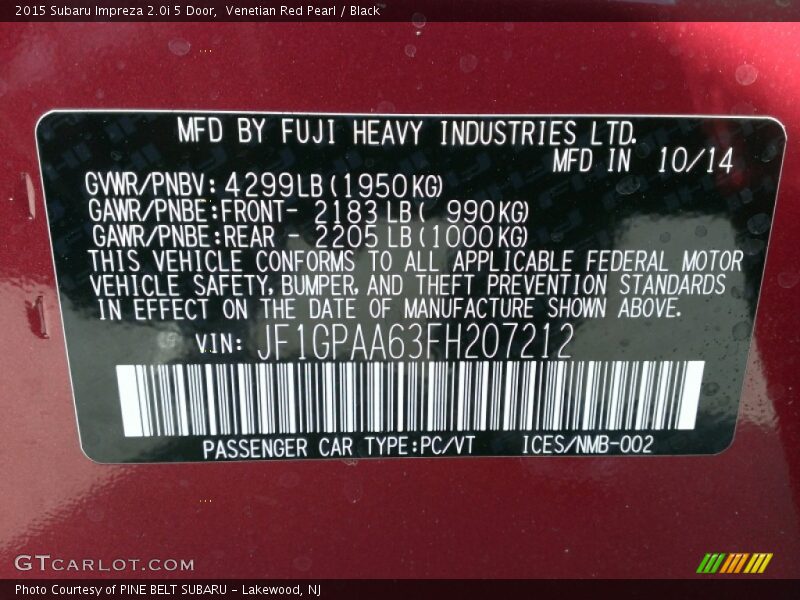 2015 Subaru Impreza 2.0i 5 Door,  Venetian Red Pearl / Black
MFD BY FUJI HEAVY INDUSTRIES LTD.
MFD IN 10/14
GVWR/PNBV: 4299LB(1950KG)
GAWR/PNBE:FRONT- 2183 LB( 990KG)
GAWR/PNBE:REAR - 2205 LB(1000KG)
THIS VEHICLE CONFORMS TO ALL APPLICABLE FEDERAL MOTOR
VEHICLE SAFETY, BUMPER, AND THEFT PREVENTION STANDARDS
IN EFFECT ON THE DATE OF MANUFACTURE SHOWN ABOVE.
VIN: JF1GPAA63FH207212
PASSENGER CAR TYPE:PC/VT ICES/NMB-002
GTCARLOT.COM
Photo Courtesy of PINE BELT SUBARU - Lakewood, NJ